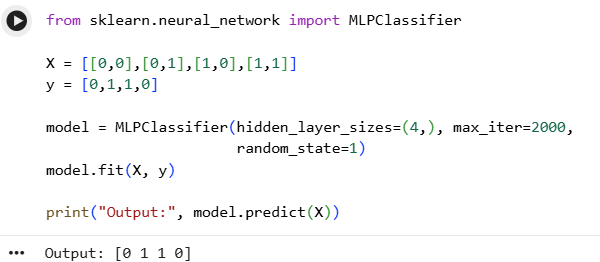 from sklearn.neural_network import MLPClassifier
X = [[0,0],[0,1],[1,0],[1,1]]
y = [0,1,1,0]
model = MLPClassifier(hidden_layer_sizes=(4,), max_iter=2000,
random_state=1)
model.fit(X, y)
print("Output:", model.predict(X))
Output: [0 1 1 0]